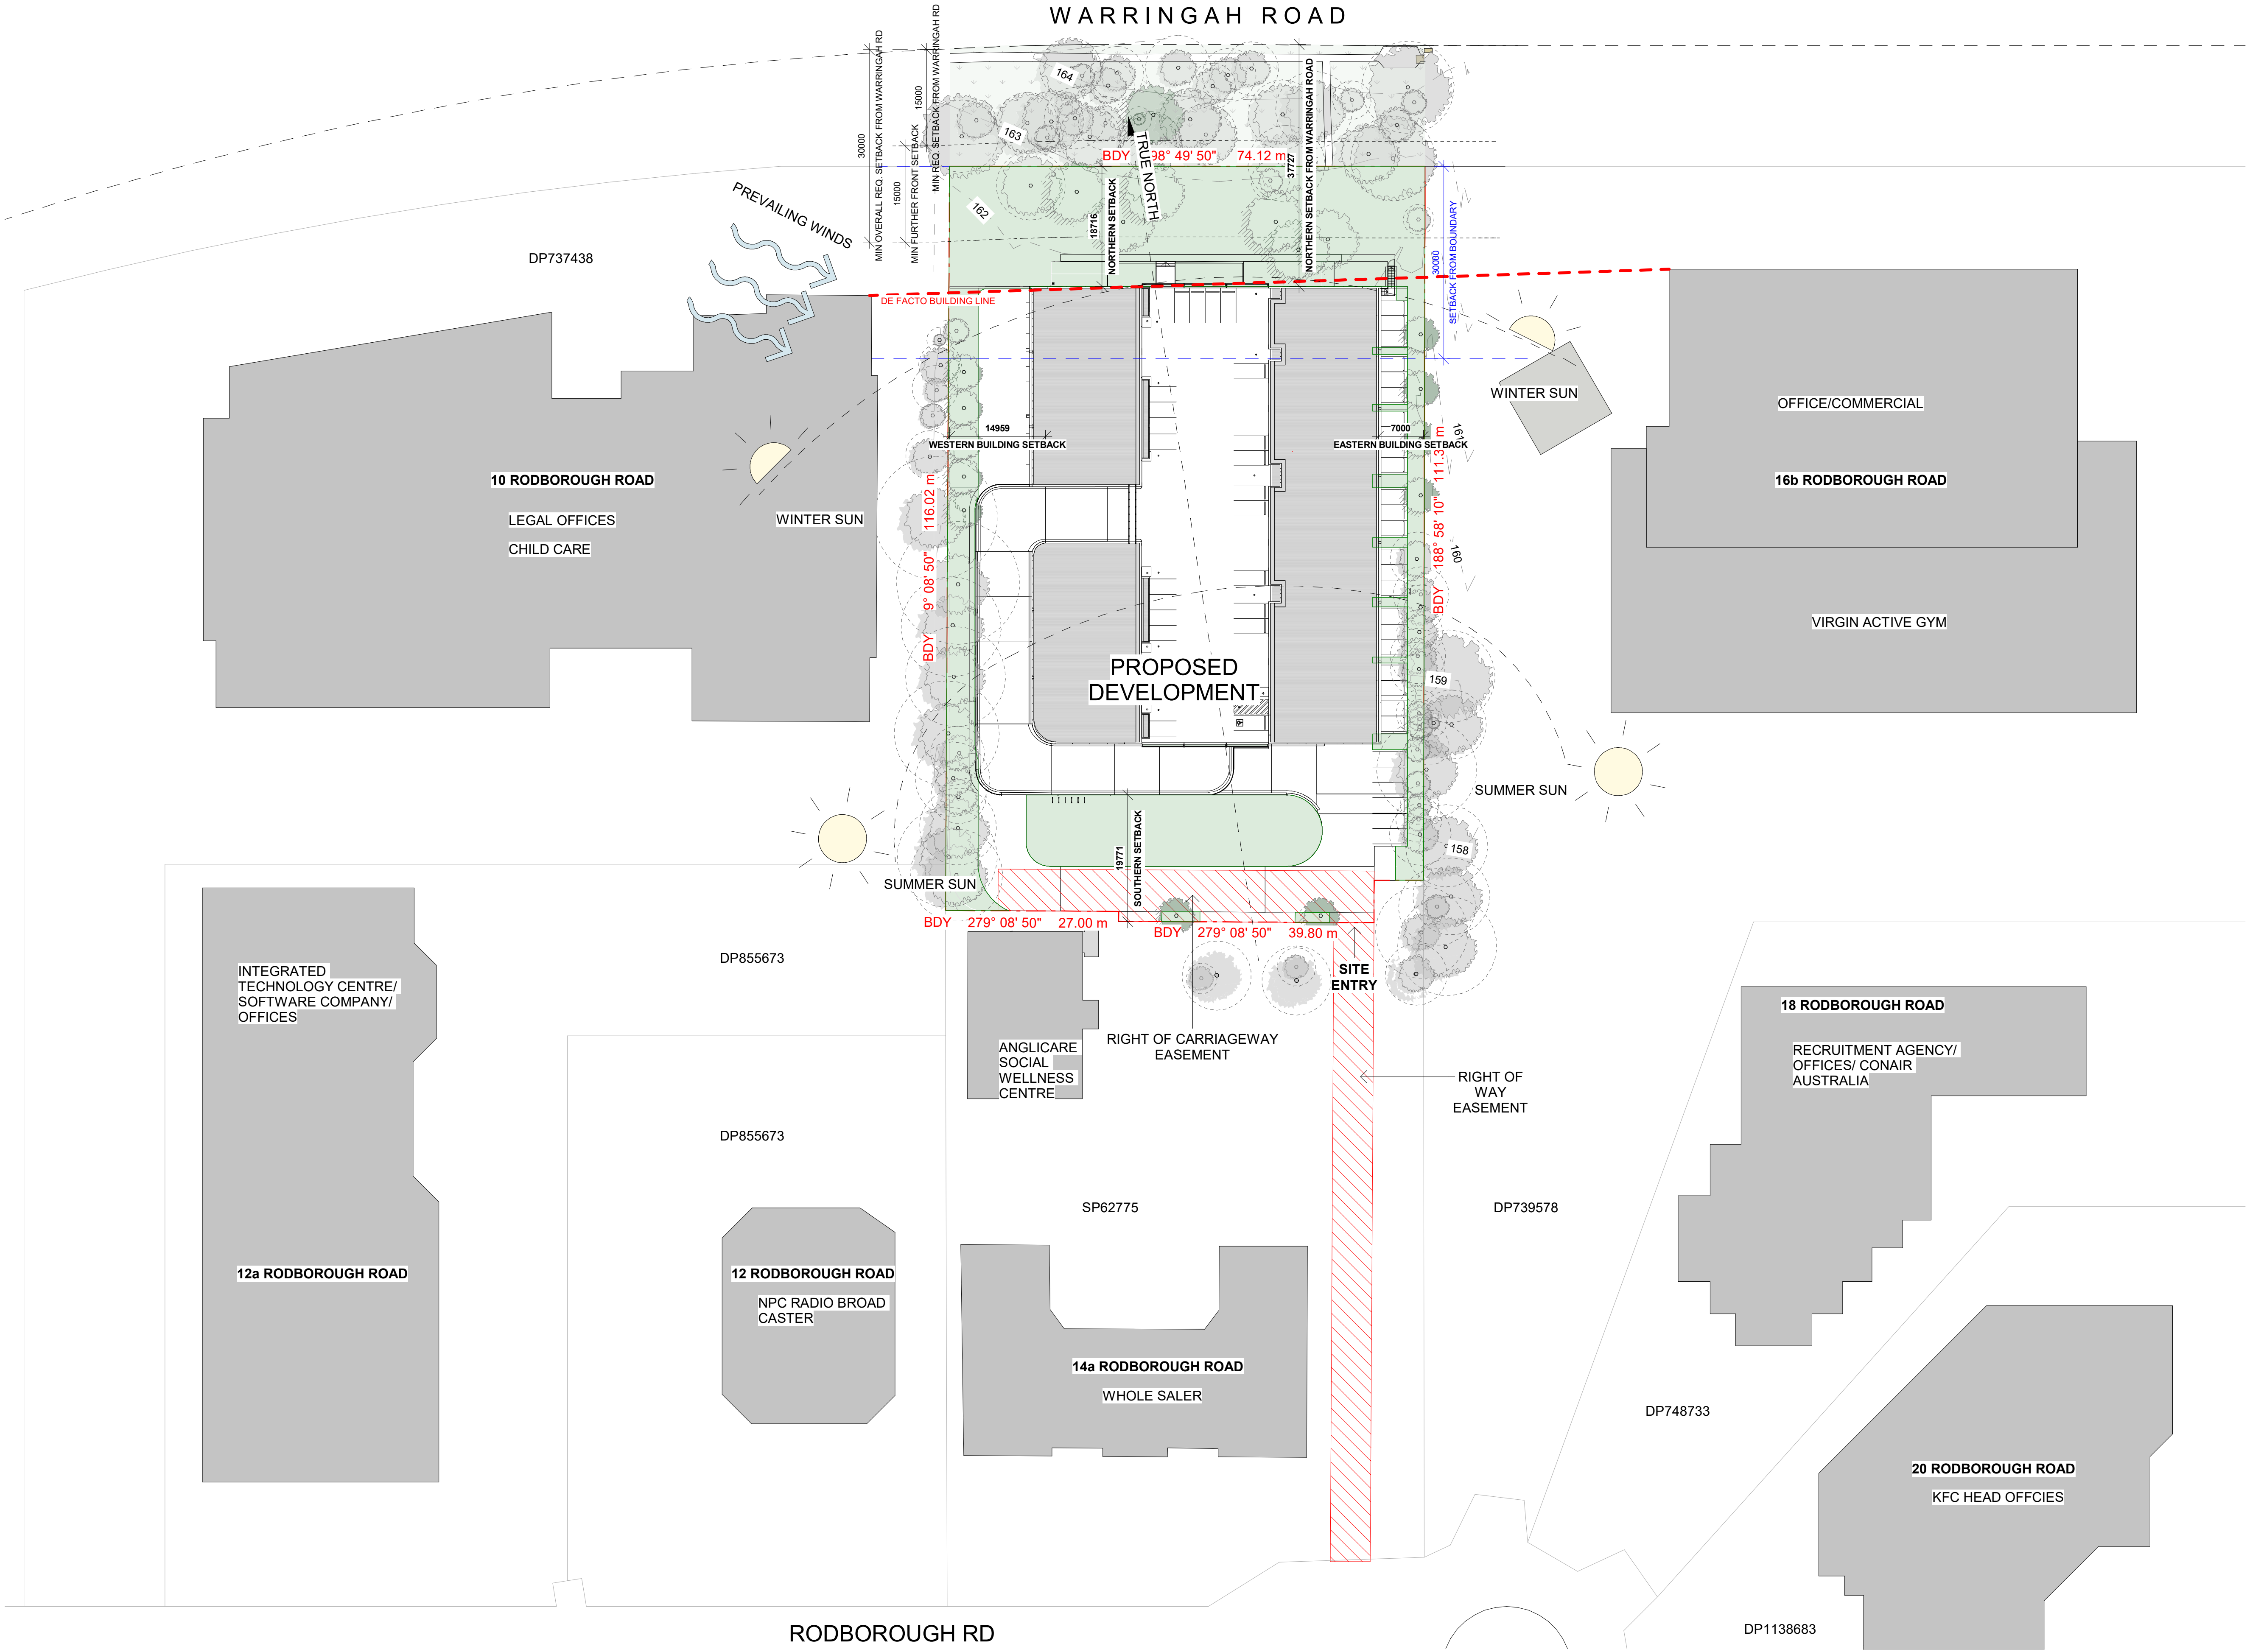 WARRINGAH ROAD
30000
MIN OVERALL REQ. SETBACK FROM WARRINGAH RD
15000
MIN FURTHER FRONT SETBACK
15000
MIN REQ. SETBACK FROM WARRINGAH RD
164
163
162
BDY
98° 49' 50"
74.12 m
TRUE NORTH
18716
NORTHERN SETBACK
37727
NORTHERN SETBACK FROM WARRINGAH ROAD
30000
SETBACK FROM BOUNDARY
PREVAILING WINDS
DP737438
DE FACTO BUILDING LINE
WINTER SUN
OFFICE/COMMERCIAL
16b RODBOROUGH ROAD
VIRGIN ACTIVE GYM
14959
WESTERN BUILDING SETBACK
7000
EASTERN BUILDING SETBACK
10 RODBOROUGH ROAD
LEGAL OFFICES
CHILD CARE
WINTER SUN
BDY 9° 08' 50" 116.02 m
BDY 188° 58' 10" 111.3 m
161
160
159
158
PROPOSED
DEVELOPMENT
SUMMER SUN
SUMMER SUN
19771
SOUTHERN SETBACK
BDY 279° 08' 50" 27.00 m
BDY 279° 08' 50" 39.80 m
SITE
ENTRY
DP855673
INTEGRATED
TECHNOLOGY CENTRE/
SOFTWARE COMPANY/
OFFICES
ANGLICARE
SOCIAL
WELLNESS
CENTRE
RIGHT OF CARRIAGEWAY
EASEMENT
RIGHT OF
WAY
EASEMENT
18 RODBOROUGH ROAD
RECRUITMENT AGENCY/
OFFICES/ CONAIR
AUSTRALIA
DP855673
SP62775
DP739578
12a RODBOROUGH ROAD
12 RODBOROUGH ROAD
NPC RADIO BROAD
CASTER
14a RODBOROUGH ROAD
WHOLE SALER
DP748733
20 RODBOROUGH ROAD
KFC HEAD OFFCIES
RODBOROUGH RD
DP1138683